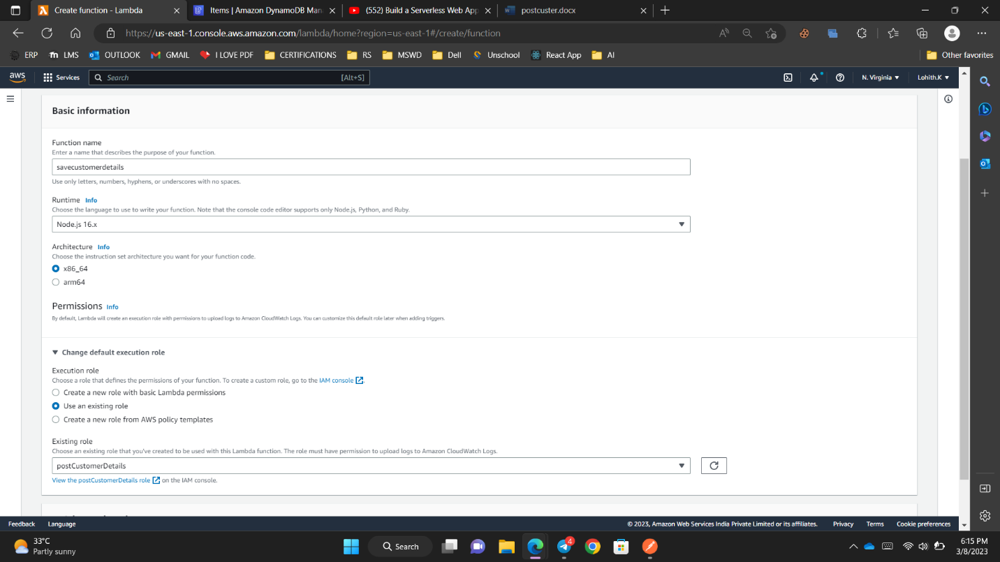 Create function - Lambda
Items | Amazon DynamoDB Man
(552) Build a Serverless Web App
postcuster.docx
https://us-east-1.console.aws.amazon.com/lambda/home?region=us-east-1#/create/function
ERP
LMS
OUTLOOK
GMAIL
I LOVE PDF
CERTIFICATIONS
RS
MSWD
Dell
Unschool
React App
AI
Other favorites
aws
Services
Search
[Alt+S]
N. Virginia
Lohith.K
Basic information
Function name
Enter a name that describes the purpose of your function.
savecustomerdetails
Use only letters, numbers, hyphens, or underscores with no spaces.
Runtime Info
Choose the language to use to write your function. Note that the console code editor supports only Node.js, Python, and Ruby.
Node.js 16.x
Architecture Info
Choose the instruction set architecture you want for your function code.
x86_64
arm64
Permissions Info
By default, Lambda will create an execution role with permissions to upload logs to Amazon CloudWatch Logs. You can customize this default role later when adding triggers.
Change default execution role
Execution role
Choose a role that defines the permissions of your function. To create a custom role, go to the IAM console.
Create a new role with basic Lambda permissions
Use an existing role
Create a new role from AWS policy templates
Existing role
Choose an existing role that you've created to be used with this Lambda function. The role must have permission to upload logs to Amazon CloudWatch Logs.
postCustomerDetails
View the postCustomerDetails role on the IAM console.
Feedback
Language
© 2023, Amazon Web Services India Private Limited or its affiliates.
Privacy
Terms
Cookie preferences
33°C
Partly sunny
Search
4
6:15 PM
3/8/2023